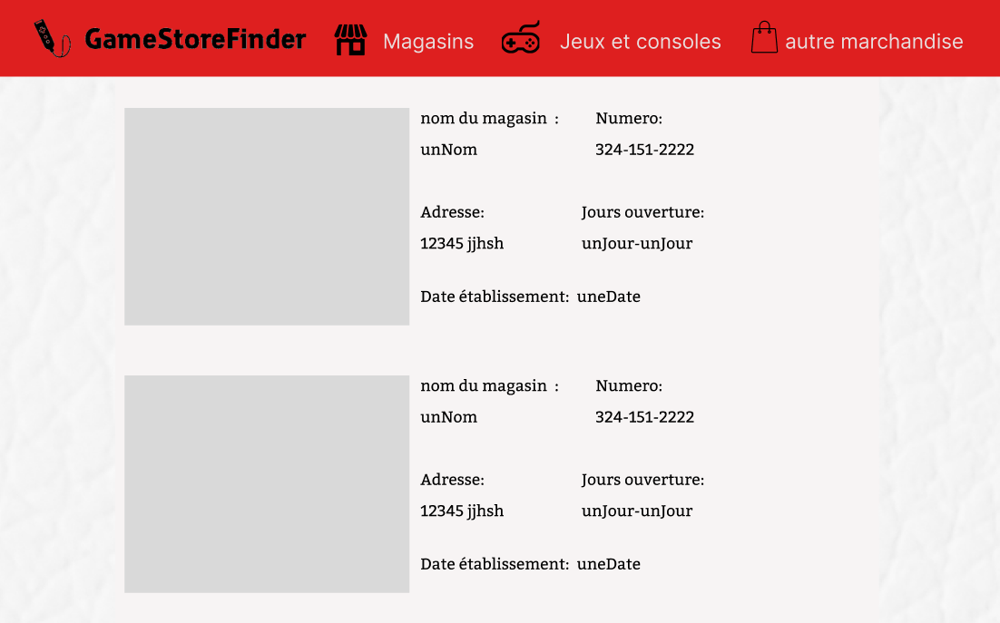 GameStoreFinder Magasins Jeux et consoles autre marchandise
nom du magasin : Numero:
unNom 324-151-2222
Adresse: Jours ouverture:
12345 jjhsh unJour-unJour
Date établissement: uneDate
nom du magasin : Numero:
unNom 324-151-2222
Adresse: Jours ouverture:
12345 jjhsh unJour-unJour
Date établissement: uneDate